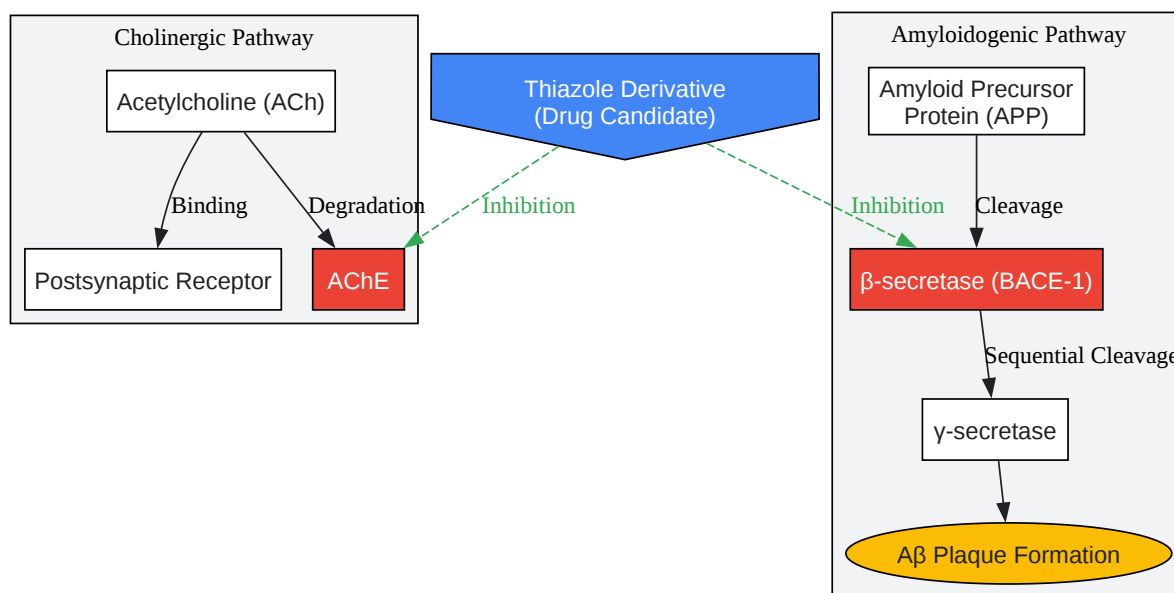 Cholinergic Pathway
Acetylcholine (ACh)
Binding
Degradation
Postsynaptic Receptor
AChE
Thiazole Derivative
(Drug Candidate)
Inhibition
Inhibition
Amyloidogenic Pathway
Amyloid Precursor
Protein (APP)
Cleavage
β-secretase (BACE-1)
Sequential Cleavage
γ-secretase
Aβ Plaque Formation